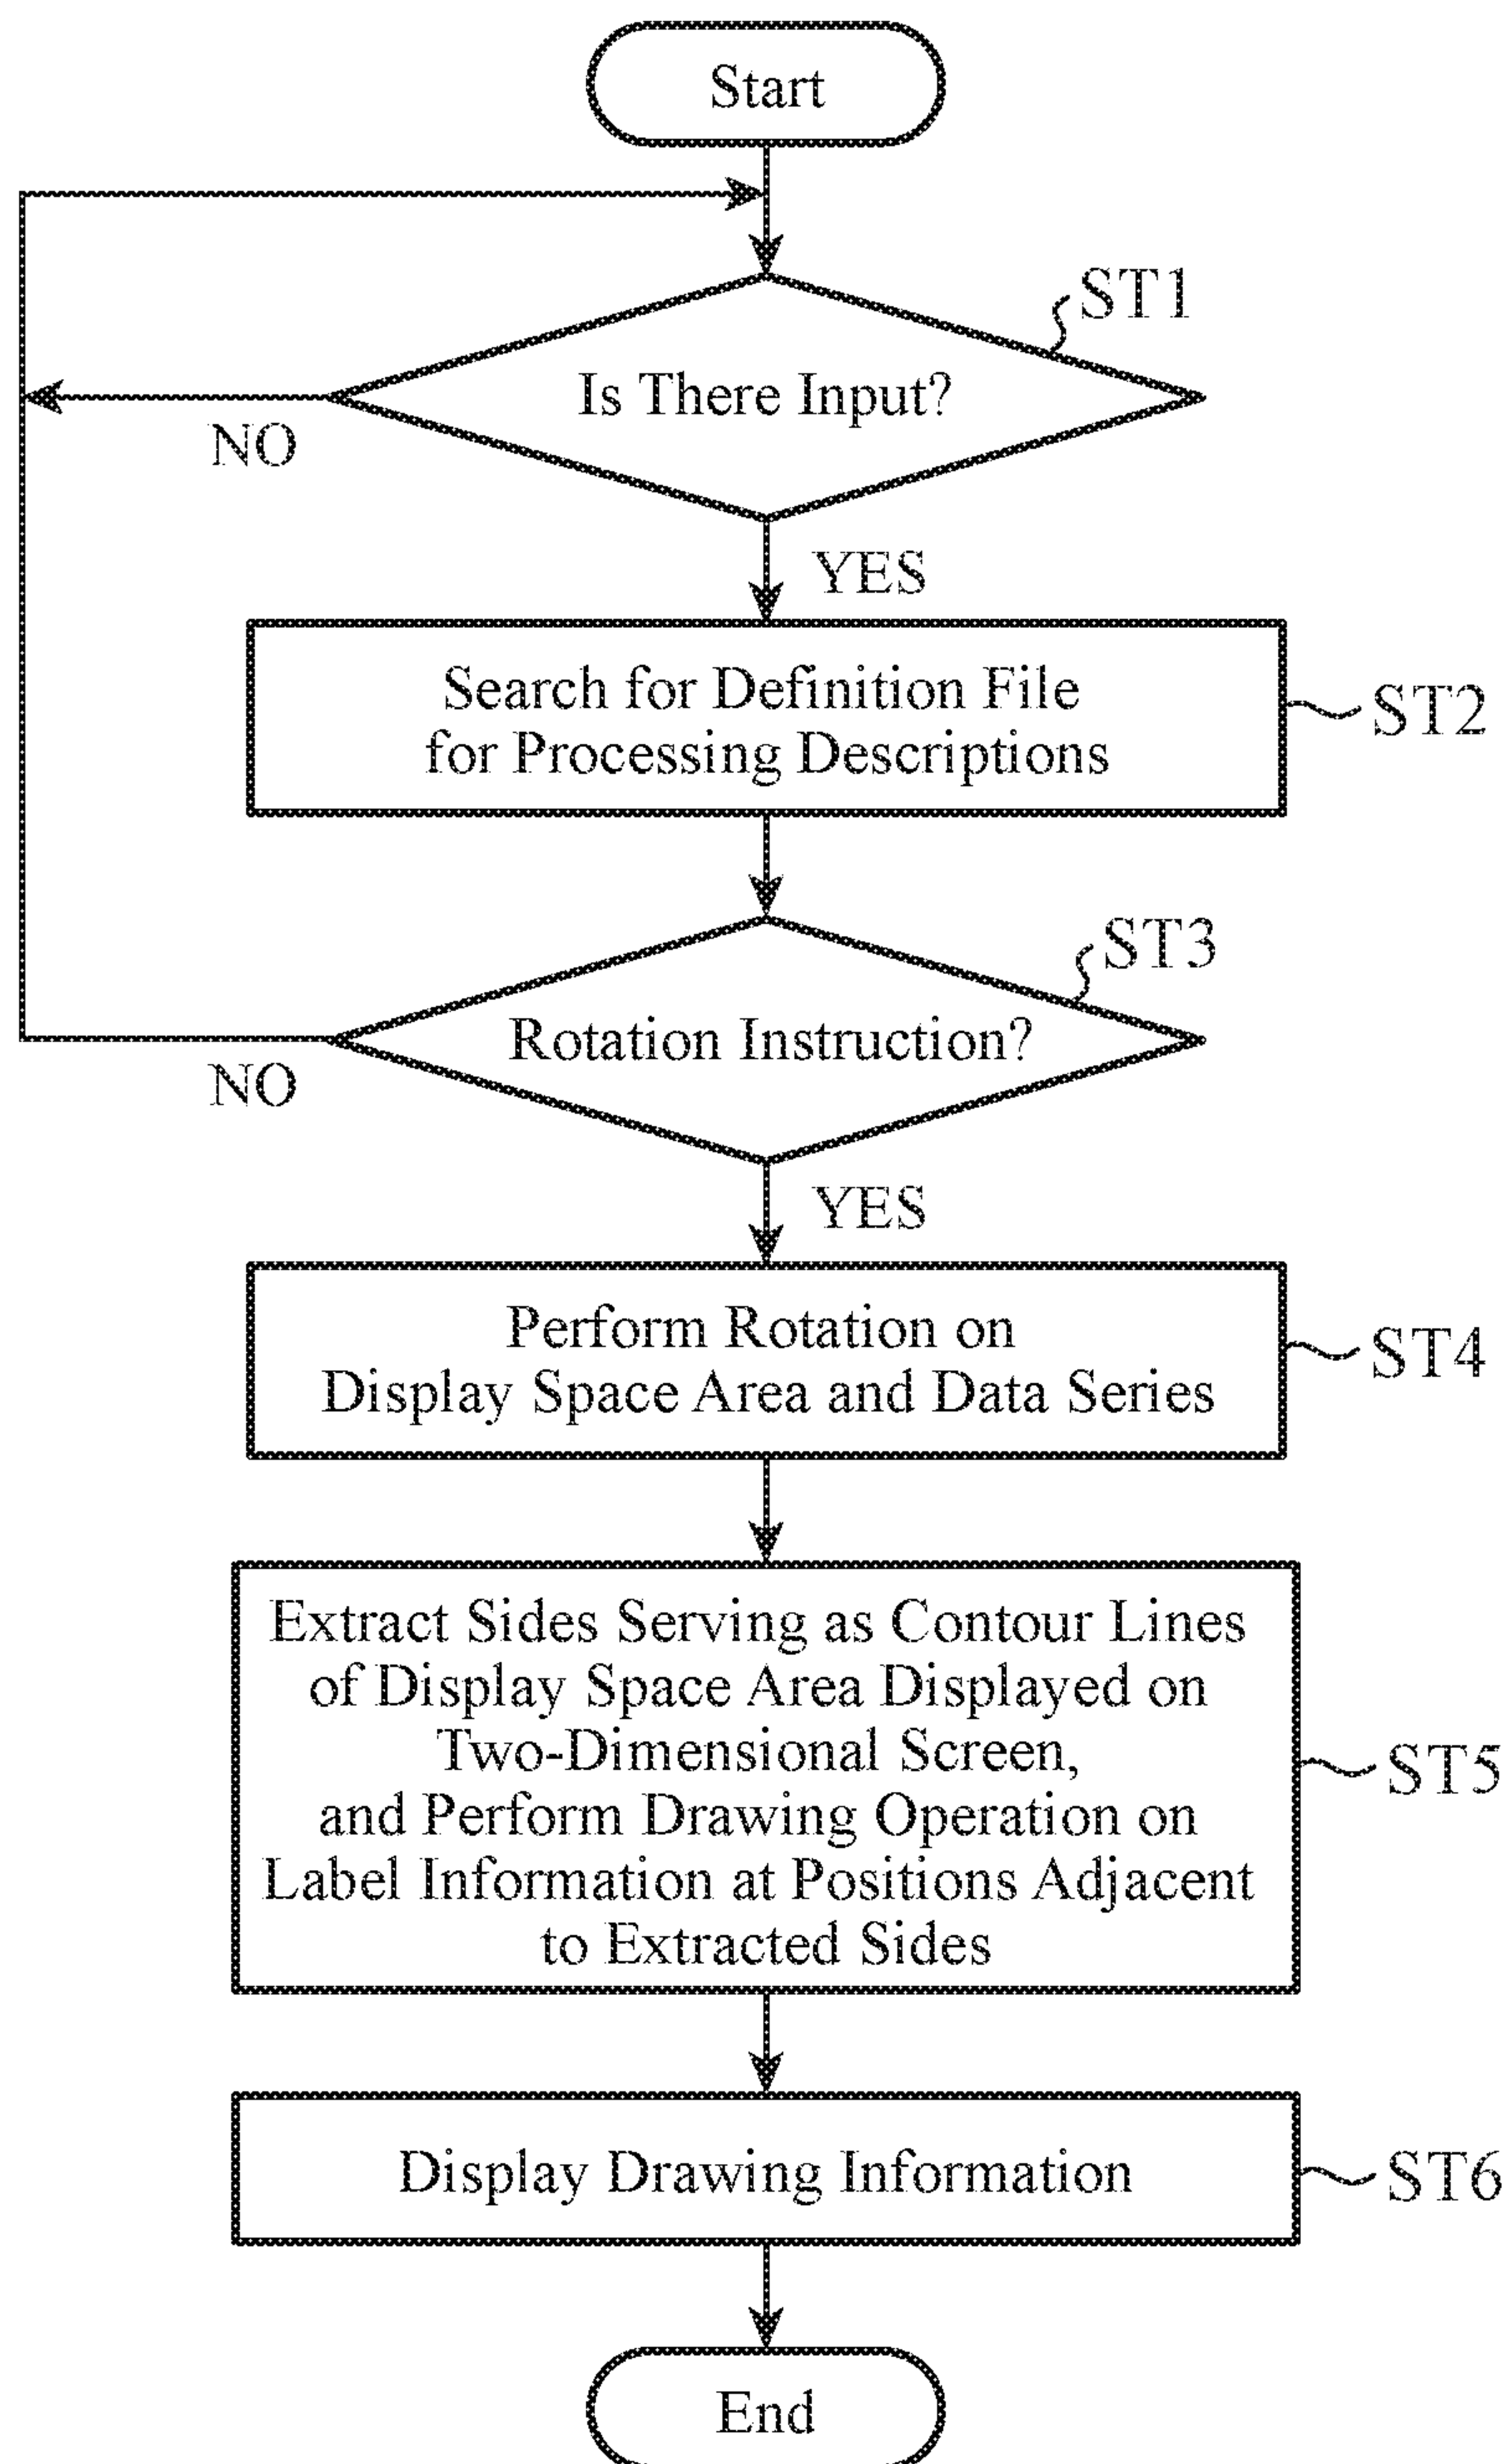 Start
ST1
Is There Input?
NO
YES
Search for Definition File
for Processing Descriptions
ST2
ST3
Rotation Instruction?
NO
YES
Perform Rotation on
Display Space Area and Data Series
ST4
Extract Sides Serving as Contour Lines
of Display Space Area Displayed on
Two-Dimensional Screen,
and Perform Drawing Operation on
Label Information at Positions Adjacent
to Extracted Sides
ST5
Display Drawing Information
ST6
End